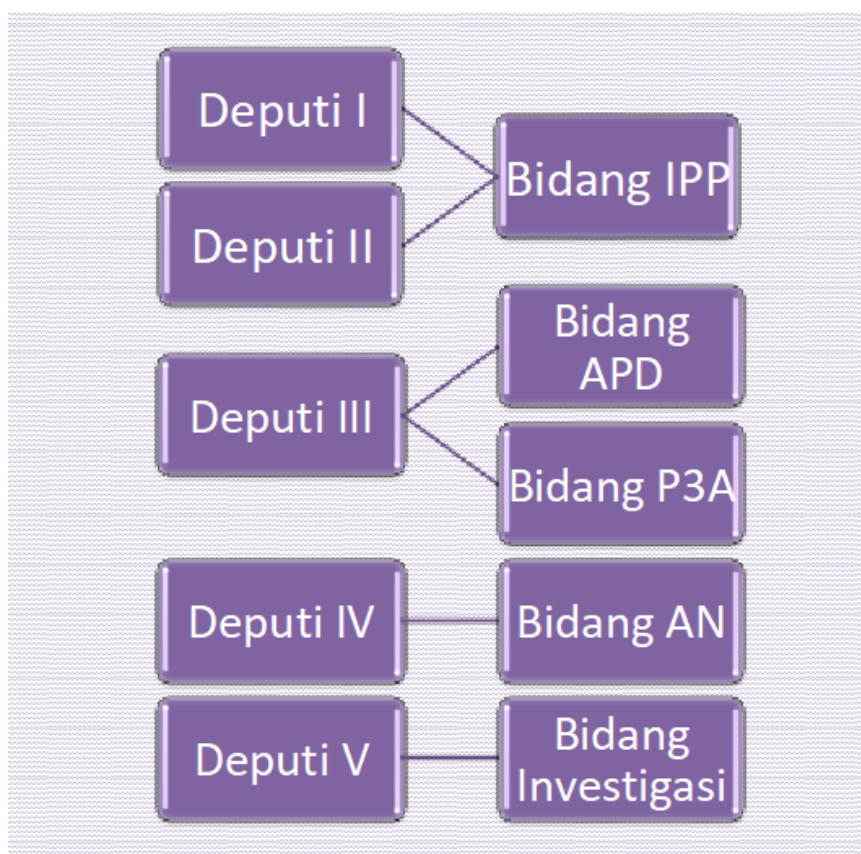 Deputi I
Bidang IPP
Deputi II
Bidang
APD
Deputi III
Bidang P3A
Deputi IV
Bidang AN
Deputi V
Bidang
Investigasi